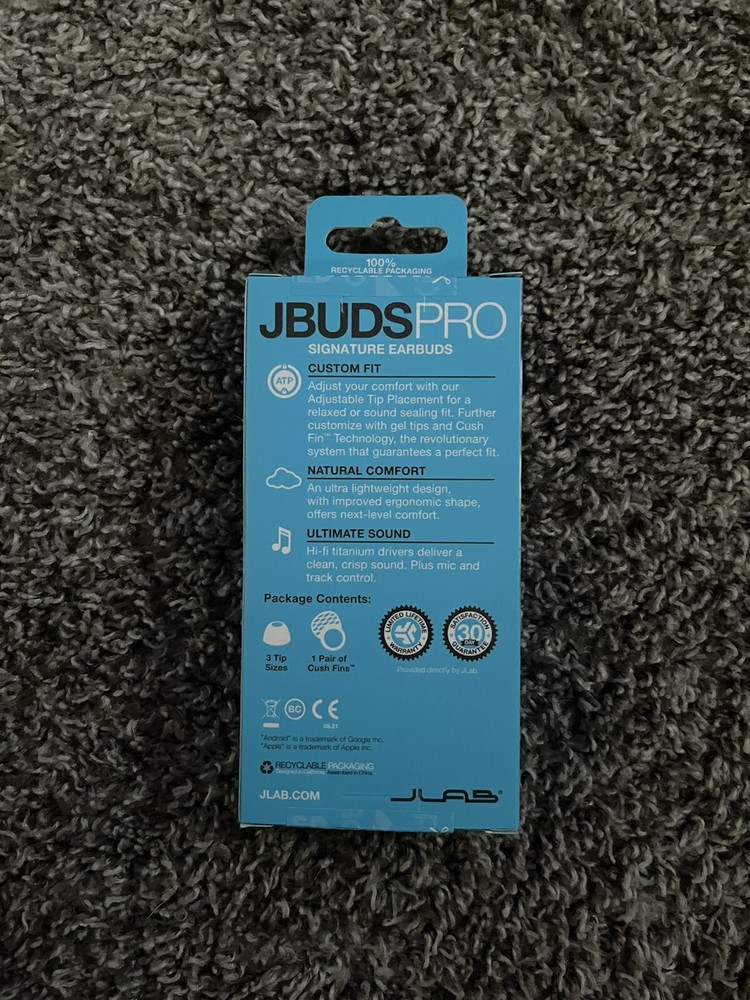 100%
RECYCLABLE PACKAGING
JBUDSPRO
SIGNATURE EARBUDS
ATP
CUSTOM FIT
Adjust your comfort with our
Adjustable Tip Placement for a
relaxed or sound sealing fit. Further
customize with gel tips and Cush
Fin™ Technology, the revolutionary
system that guarantees a perfect fit.
NATURAL COMFORT
An ultra lightweight design,
with improved ergonomic shape,
offers next-level comfort.
ULTIMATE SOUND
Hi-fi titanium drivers deliver a
clean, crisp sound. Plus mic and
track control.
Package Contents:
3 Tip
Sizes
1 Pair of
Cush Fins™
LIMITED LIFETIME
WARRANTY
SATISFACTION
30
DAY
GUARANTEE
Provided directly by JLab.
BC
CE
05.21
"Android" is a trademark of Google Inc.
"Apple" is a trademark of Apple Inc.
RECYCLABLE PACKAGING
Designed in California. Assembled in China.
JLAB.COM
JLAB®